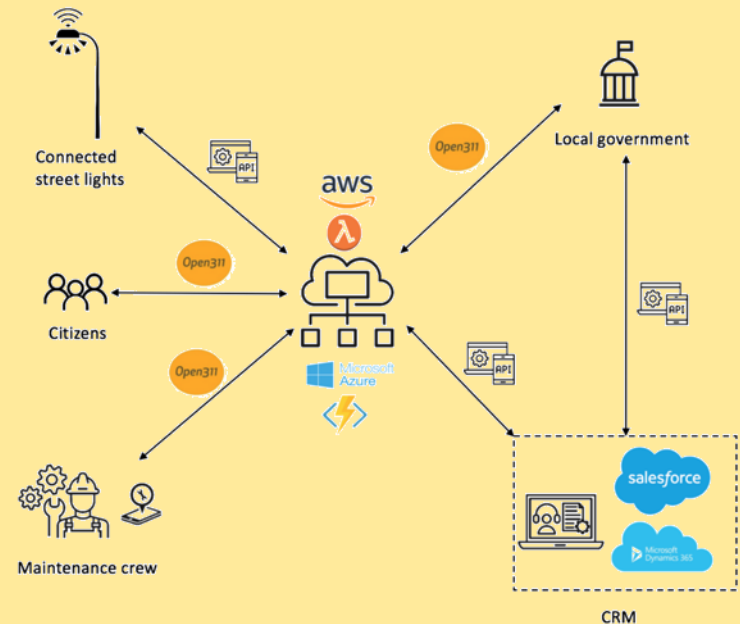 Connected
street lights
API
Open311
Local government
aws
λ
Open311
Citizens
API
Microsoft
Azure
API
Open311
Maintenance crew
salesforce
Microsoft
Dynamics 365
CRM